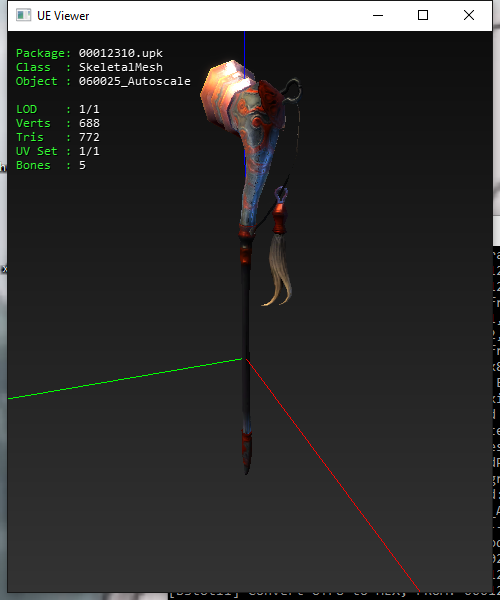 UE Viewer
Package: 00012310.upk
Class  : SkeletalMesh
Object : 060025_Autoscale
LOD    : 1/1
Verts  : 688
Tris   : 772
UV Set : 1/1
Bones  : 5